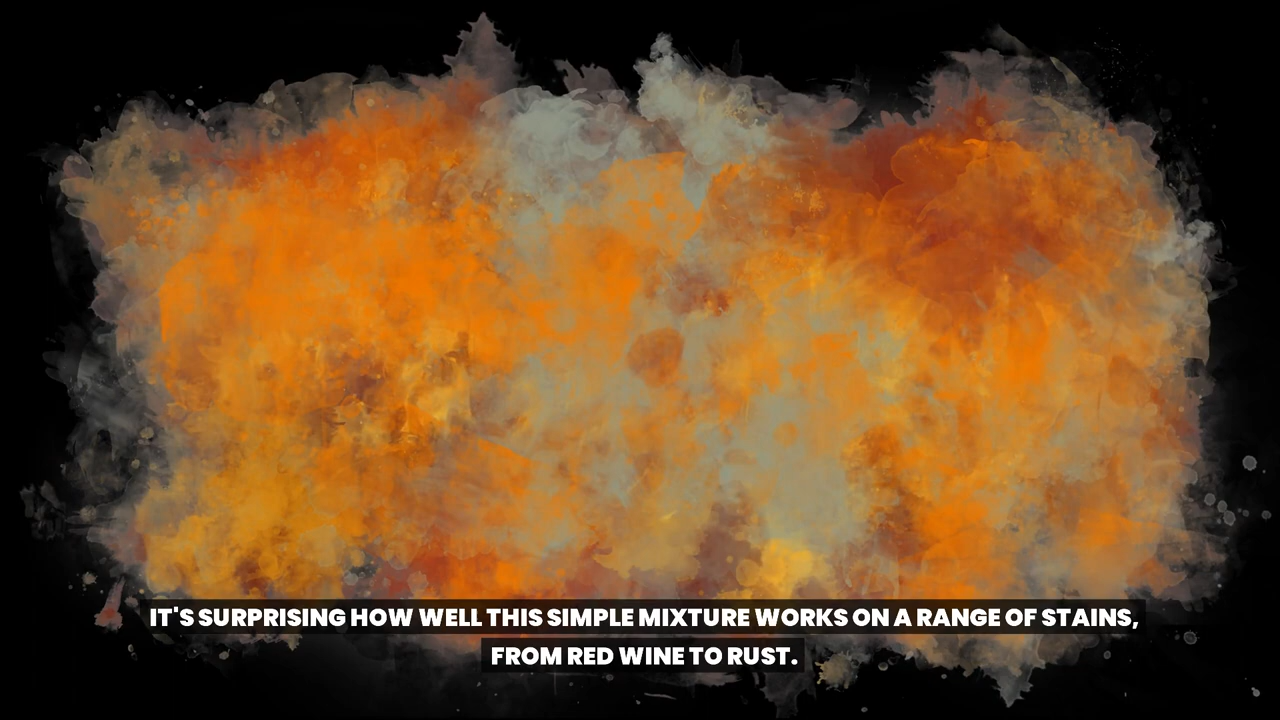 IT'S SURPRISING HOW WELL THIS SIMPLE MIXTURE WORKS ON A RANGE OF STAINS,
FROM RED WINE TO RUST.